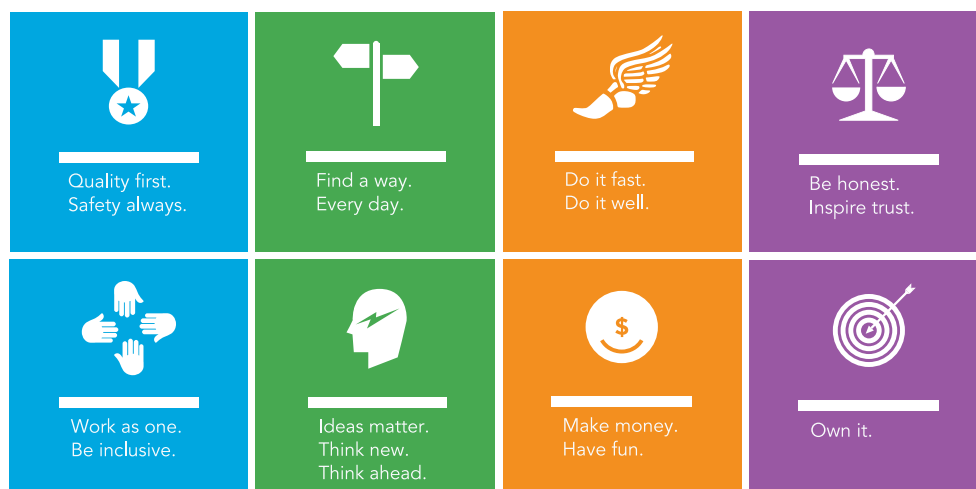 Quality first.
Safety always.
Find a way.
Every day.
Do it fast.
Do it well.
Be honest.
Inspire trust.
Work as one.
Be inclusive.
Ideas matter.
Think new.
Think ahead.
$
Make money.
Have fun.
Own it.